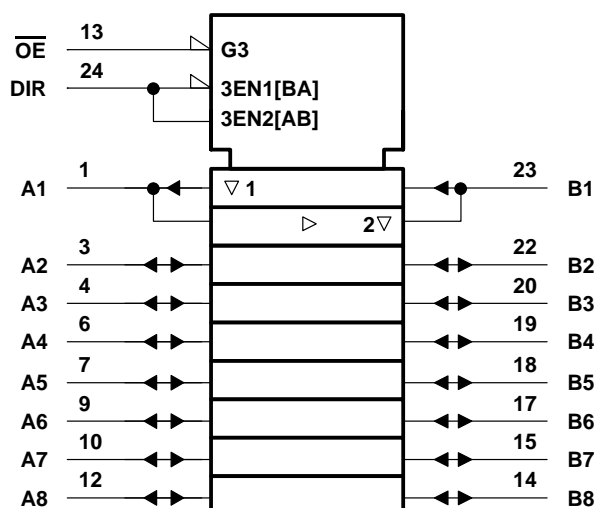 13
OE G3
24
DIR 3EN1[BA]
3EN2[AB]
1 23
A1 1 B1
2
3 22
A2 B2
4 20
A3 B3
6 19
A4 B4
7 18
A5 B5
9 17
A6 B6
10 15
A7 B7
12 14
A8 B8